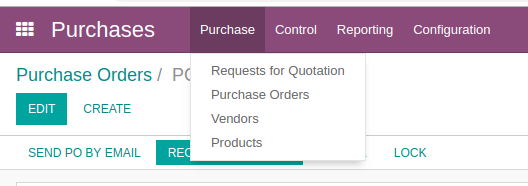 Purchases Purchase Control Reporting Configuration
Purchase Orders /
Requests for Quotation
Purchase Orders
Vendors
Products
EDIT CREATE
SEND PO BY EMAIL LOCK